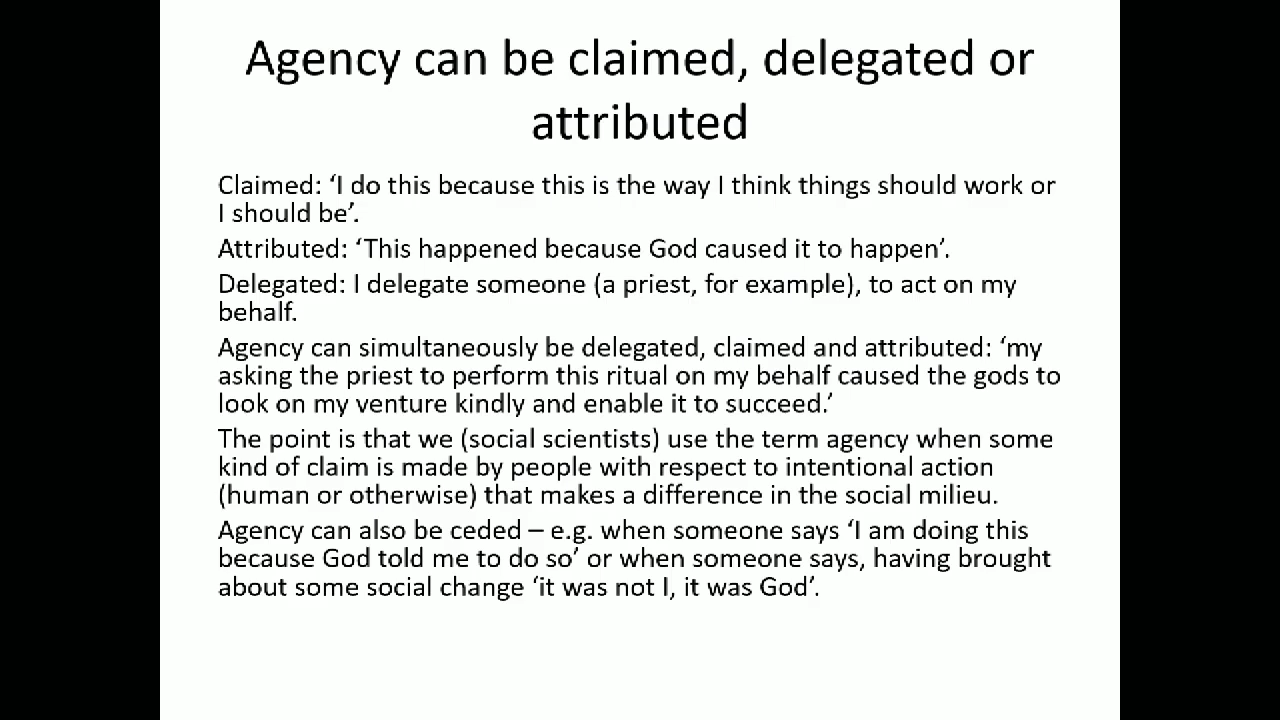 Agency can be claimed, delegated or
attributed
Claimed: ‘I do this because this is the way I think things should work or
I should be’.
Attributed: ‘This happened because God caused it to happen’.
Delegated: I delegate someone (a priest, for example), to act on my
behalf.
Agency can simultaneously be delegated, claimed and attributed: ‘my
asking the priest to perform this ritual on my behalf caused the gods to
look on my venture kindly and enable it to succeed.’
The point is that we (social scientists) use the term agency when some
kind of claim is made by people with respect to intentional action
(human or otherwise) that makes a difference in the social milieu.
Agency can also be ceded – e.g. when someone says ‘I am doing this
because God told me to do so’ or when someone says, having brought
about some social change ‘it was not I, it was God’.